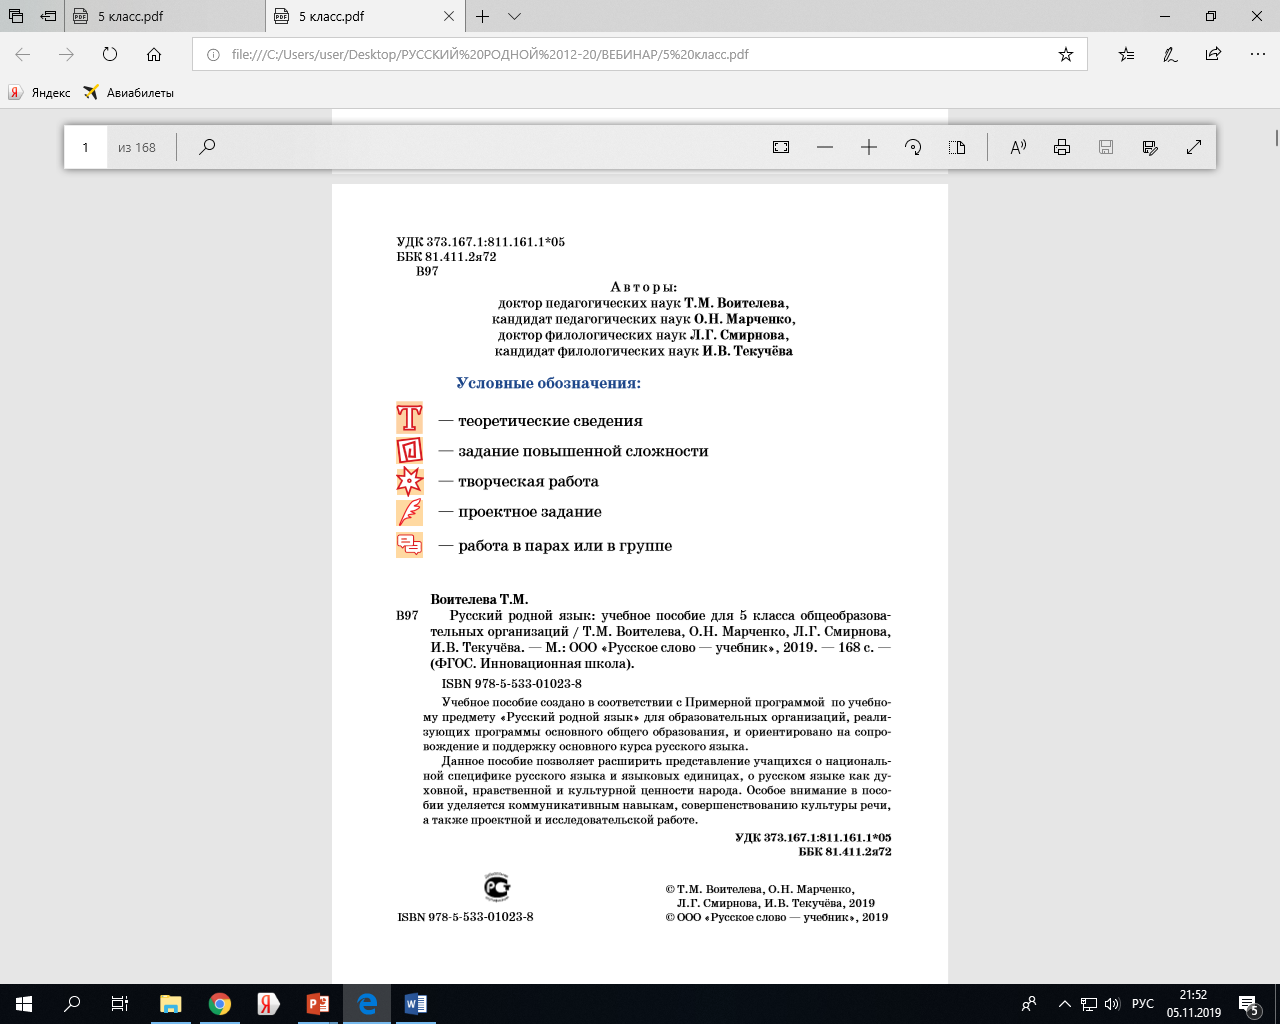 5 класс.pdf
5 класс.pdf
file:///C:/Users/user/Desktop/РУССКИЙ%20РОДНОЙ%2012-20/ВЕБИНАР/5%20класс.pdf
Яндекс
Авиабилеты
1 из 168
УДК 373.167.1:811.161.1*05
ББК 81.411.2я72
В97
Авторы:
доктор педагогических наук Т.М. Воителева,
кандидат педагогических наук О.Н. Марченко,
доктор филологических наук Л.Г. Смирнова,
кандидат филологических наук И.В. Текучёва
Условные обозначения:
Т — теоретические сведения
— задание повышенной сложности
— творческая работа
— проектное задание
— работа в парах или в группе
Воителева Т.М.
В97 Русский родной язык: учебное пособие для 5 класса общеобразова-
тельных организаций / Т.М. Воителева, О.Н. Марченко, Л.Г. Смирнова,
И.В. Текучёва. — М.: ООО «Русское слово — учебник», 2019. — 168 с. —
(ФГОС. Инновационная школа).
ISBN 978-5-533-01023-8
Учебное пособие создано в соответствии с Примерной программой по учебно-
му предмету «Русский родной язык» для образовательных организаций, реали-
зующих программы основного общего образования, и ориентировано на сопро-
вождение и поддержку основного курса русского языка.
Данное пособие позволяет расширить представление учащихся о националь-
ной специфике русского языка и языковых единицах, о русском языке как ду-
ховной, нравственной и культурной ценности народа. Особое внимание в посо-
бии уделяется коммуникативным навыкам, совершенствованию культуры речи,
а также проектной и исследовательской работе.
УДК 373.167.1:811.161.1*05
ББК 81.411.2я72
© Т.М. Воителева, О.Н. Марченко,
Л.Г. Смирнова, И.В. Текучёва, 2019
ISBN 978-5-533-01023-8
© ООО «Русское слово — учебник», 2019
РУС
21:52
05.11.2019
5